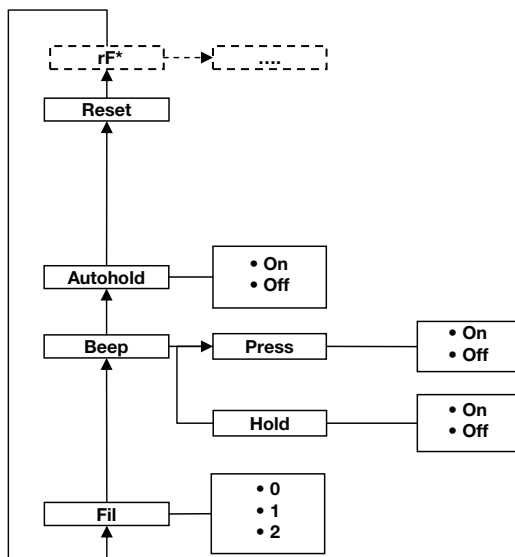 rF*
....
Reset
Autohold
• On
• Off
Beep
Press
• On
• Off
Hold
• On
• Off
Fil
• 0
• 1
• 2